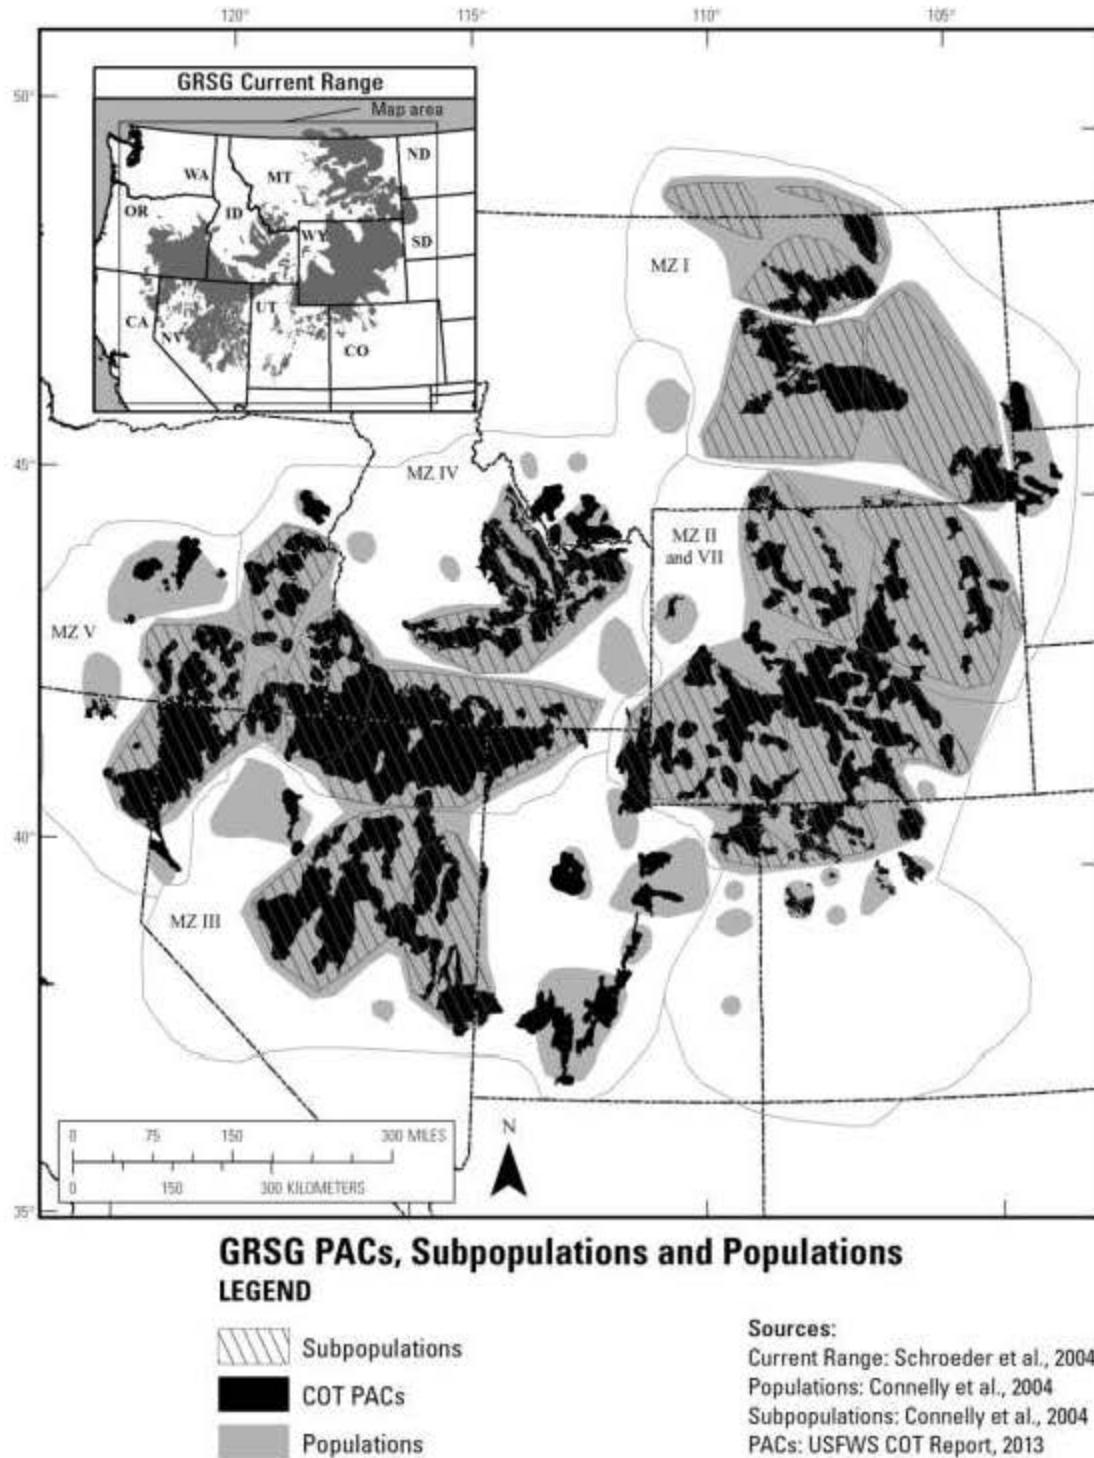 120° 115° 110° 105°
50°
GRSG Current Range
Map area
WA MT ND
OR ID WY SD
CA NV UT CO
MZ I
45°
MZ IV
MZ II
and VII
MZ V
40°
MZ III
0 75 150 300 MILES
0 150 300 KILOMETERS
N
35°
GRSG PACs, Subpopulations and Populations
LEGEND
Subpopulations
COT PACs
Populations
Sources:
Current Range: Schroeder et al., 2004
Populations: Connelly et al., 2004
Subpopulations: Connelly et al., 2004
PACs: USFWS COT Report, 2013